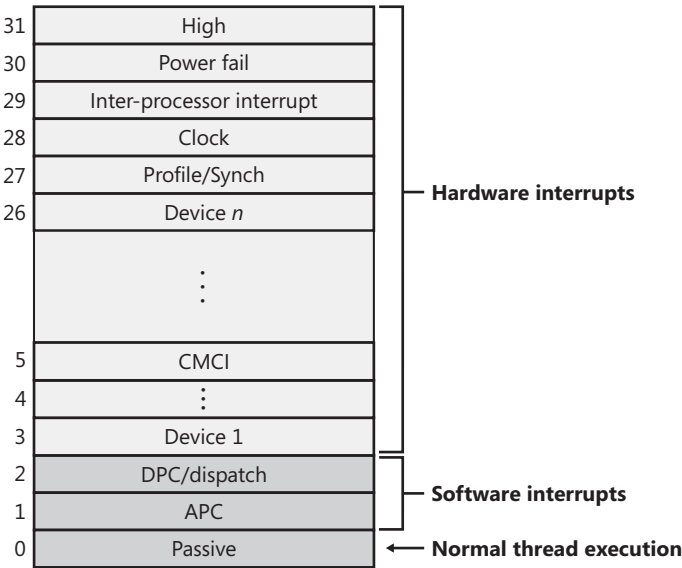 31 High
30 Power fail
29 Inter-processor interrupt
28 Clock
27 Profile/Synch
26 Device n
Hardware interrupts
⋮
5 CMCI
4 ⋮
3 Device 1
2 DPC/dispatch
1 APC
Software interrupts
0 Passive
Normal thread execution